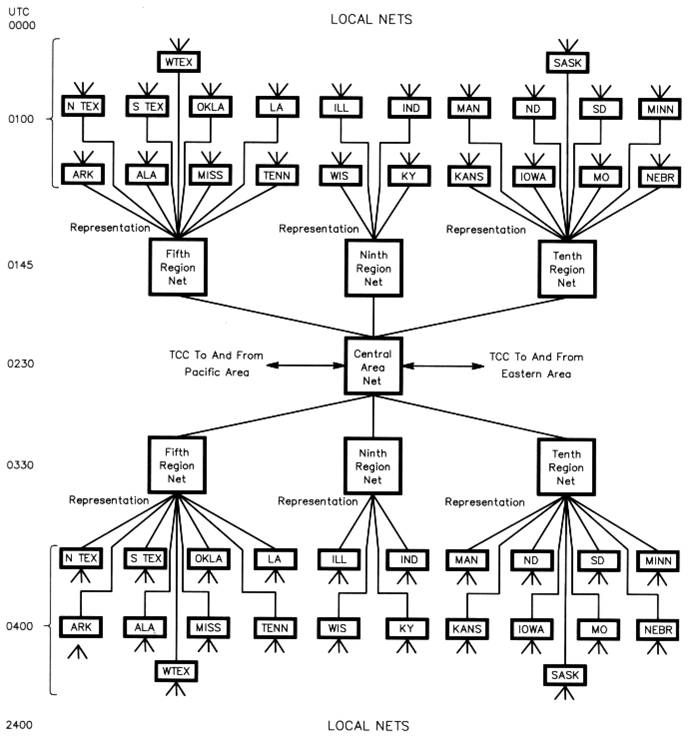 UTC
0000
LOCAL NETS
WTEX
SASK
N TEX
S TEX
OKLA
LA
ILL
IND
MAN
ND
SD
MINN
0100
ARK
ALA
MISS
TENN
WIS
KY
KANS
IOWA
MO
NEBR
Representation
Representation
Representation
0145
Fifth
Region
Net
Ninth
Region
Net
Tenth
Region
Net
0230
TCC To And From
Pacific Area
Central
Area
Net
TCC To And From
Eastern Area
0330
Fifth
Region
Net
Ninth
Region
Net
Tenth
Region
Net
Representation
Representation
Representation
N TEX
S TEX
OKLA
LA
ILL
IND
MAN
ND
SD
MINN
0400
ARK
ALA
MISS
TENN
WIS
KY
KANS
IOWA
MO
NEBR
WTEX
SASK
2400
LOCAL NETS